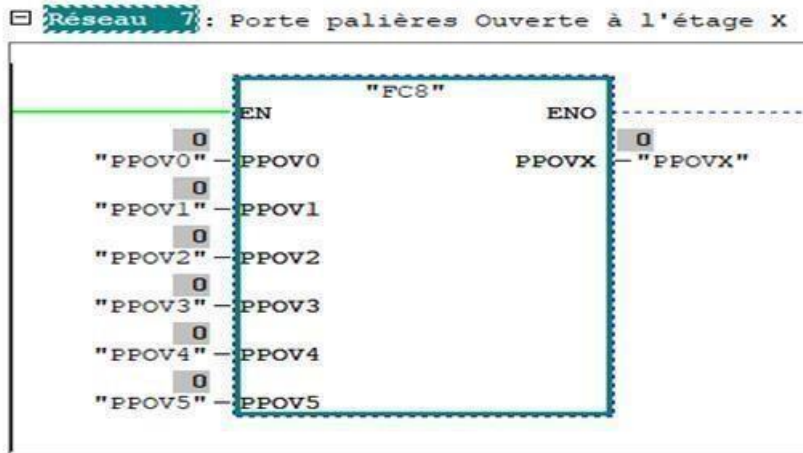 Réseau 7: Porte palières Ouverte à l'étage X
"FC8"
EN ENO
0 0
"PPOV0" PPOV0 PPOVX "PPOVX"
0
"PPOV1" PPOV1
0
"PPOV2" PPOV2
0
"PPOV3" PPOV3
0
"PPOV4" PPOV4
0
"PPOV5" PPOV5